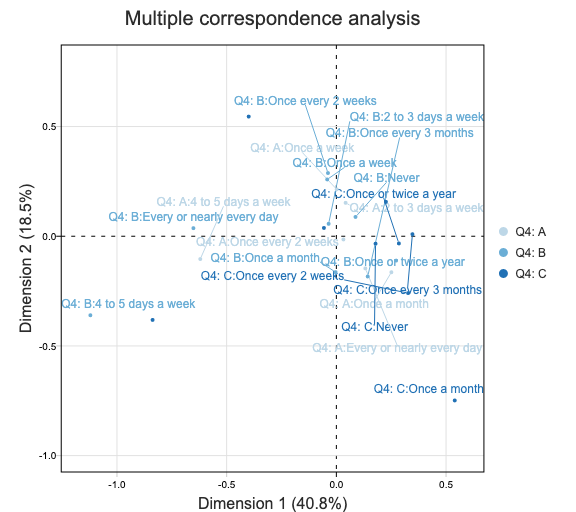 Multiple correspondence analysis
Q4: B:Once every 2 weeks
Q4: B:2 to 3 days a week
Q4: B:Once every 3 months
Q4: A:Once a week
Q4: B:Once a week
Q4: B:Never
Q4: C:Once or twice a year
Q4: A:4 to 5 days a week
Q4: A:2 to 3 days a week
Q4: B:Every or nearly every day
Q4: A:Once every 2 weeks
Q4: B:Once a month
Q4: B:Once or twice a year
Q4: C:Once every 2 weeks
Q4: C:Once every 3 months
Q4: B:4 to 5 days a week
Q4: A:Once a month
Q4: C:Never
Q4: A:Every or nearly every day
Q4: C:Once a month
Q4: A
Q4: B
Q4: C
0.5
0.0
-0.5
-1.0
-1.0
-0.5
0.0
0.5
Dimension 1 (40.8%)
Dimension 2 (18.5%)